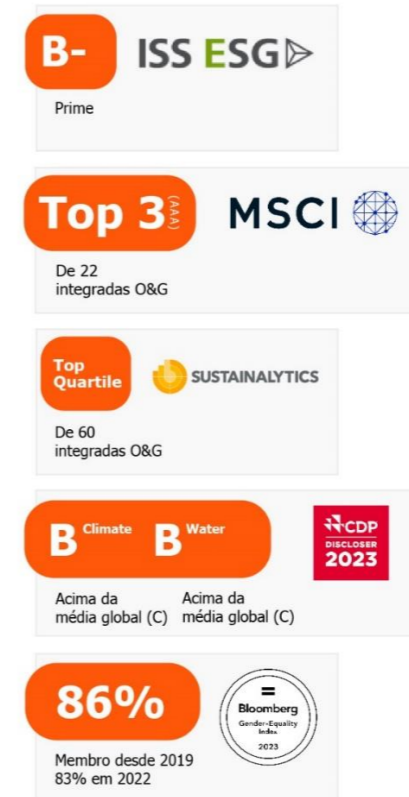 B-
ISS ESG
Prime
Top 3 (AAA)
MSCI
De 22
integradas O&G
Top
Quartile
SUSTAINALYTICS
De 60
integradas O&G
B Climate B Water
CDP
DISCLOSER
2023
Acima da
média global (C)
Acima da
média global (C)
86%
Bloomberg
Gender-Equality
Index
2023
Membro desde 2019
83% em 2022